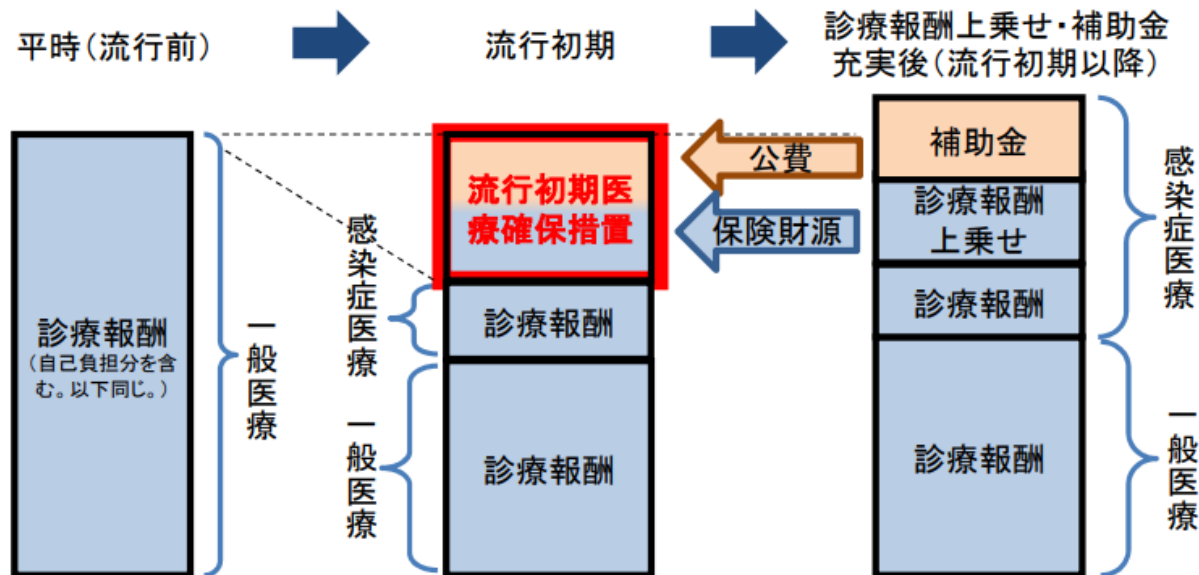 平時(流行前)
流行初期
診療報酬上乗せ・補助金
充実後(流行初期以降)
診療報酬
(自己負担分を含
む。以下同じ。)
一般医療
流行初期医
療確保措置
感染症医療
診療報酬
一般医療
診療報酬
公費
保険財源
補助金
診療報酬
上乗せ
診療報酬
感染症医療
診療報酬
一般医療